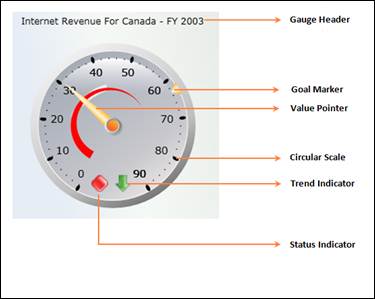 Internet Revenue For Canada - FY 2003
Gauge Header
40
50
30
60
Goal Marker
Value Pointer
20
70
10
80
Circular Scale
0
90
Trend Indicator
Status Indicator